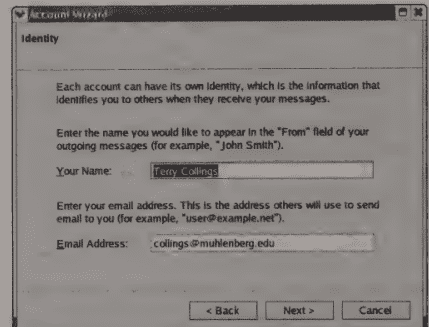 Account Wizard
Identity
Each account can have its own identity, which is the information that
identifies you to others when they receive your messages.
Enter the name you would like to appear in the "From" field of your
outgoing messages (for example, "John Smith").
Your Name: Terry Collings
Enter your email address. This is the address others will use to send
email to you (for example, "user@example.net").
Email Address: collings@muhlenberg.edu
< Back Next > Cancel